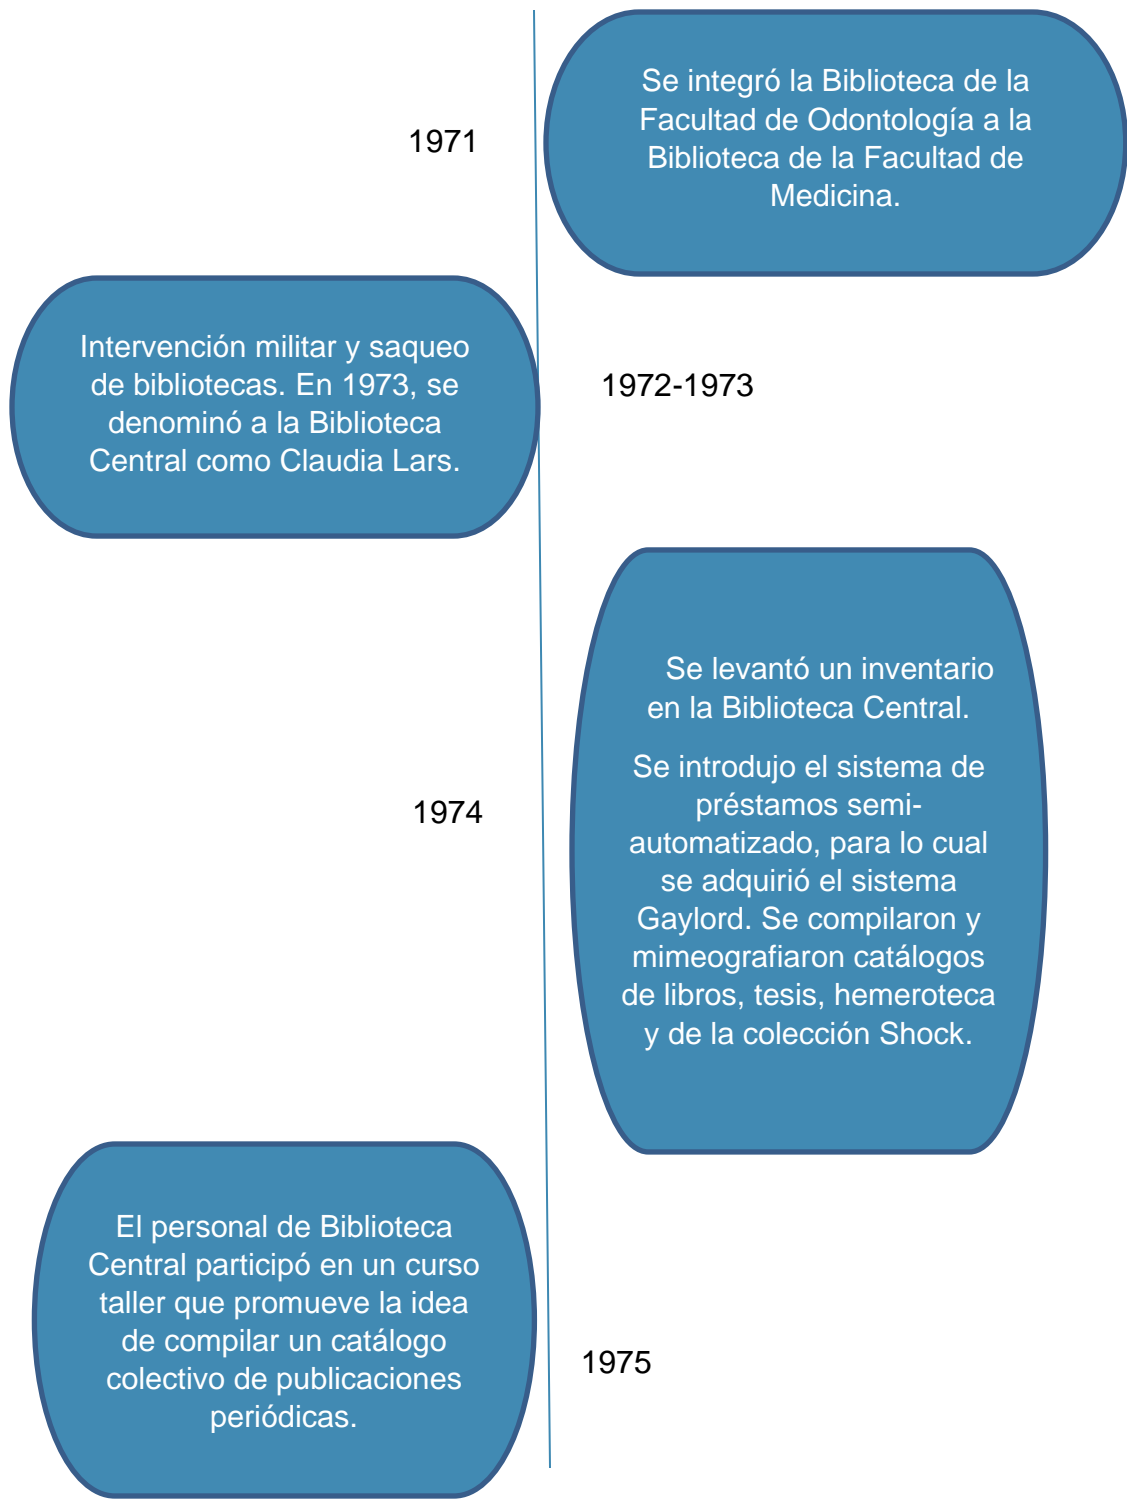 1971
Se integró la Biblioteca de la
Facultad de Odontología a la
Biblioteca de la Facultad de
Medicina.
Intervención militar y saqueo
de bibliotecas. En 1973, se
denominó a la Biblioteca
Central como Claudia Lars.
1972-1973
1974
Se levantó un inventario
en la Biblioteca Central.
Se introdujo el sistema de
préstamos semi-
automatizado, para lo cual
se adquirió el sistema
Gaylord. Se compilaron y
mimeografiaron catálogos
de libros, tesis, hemeroteca
y de la colección Shock.
El personal de Biblioteca
Central participó en un curso
taller que promueve la idea
de compilar un catálogo
colectivo de publicaciones
periódicas.
1975